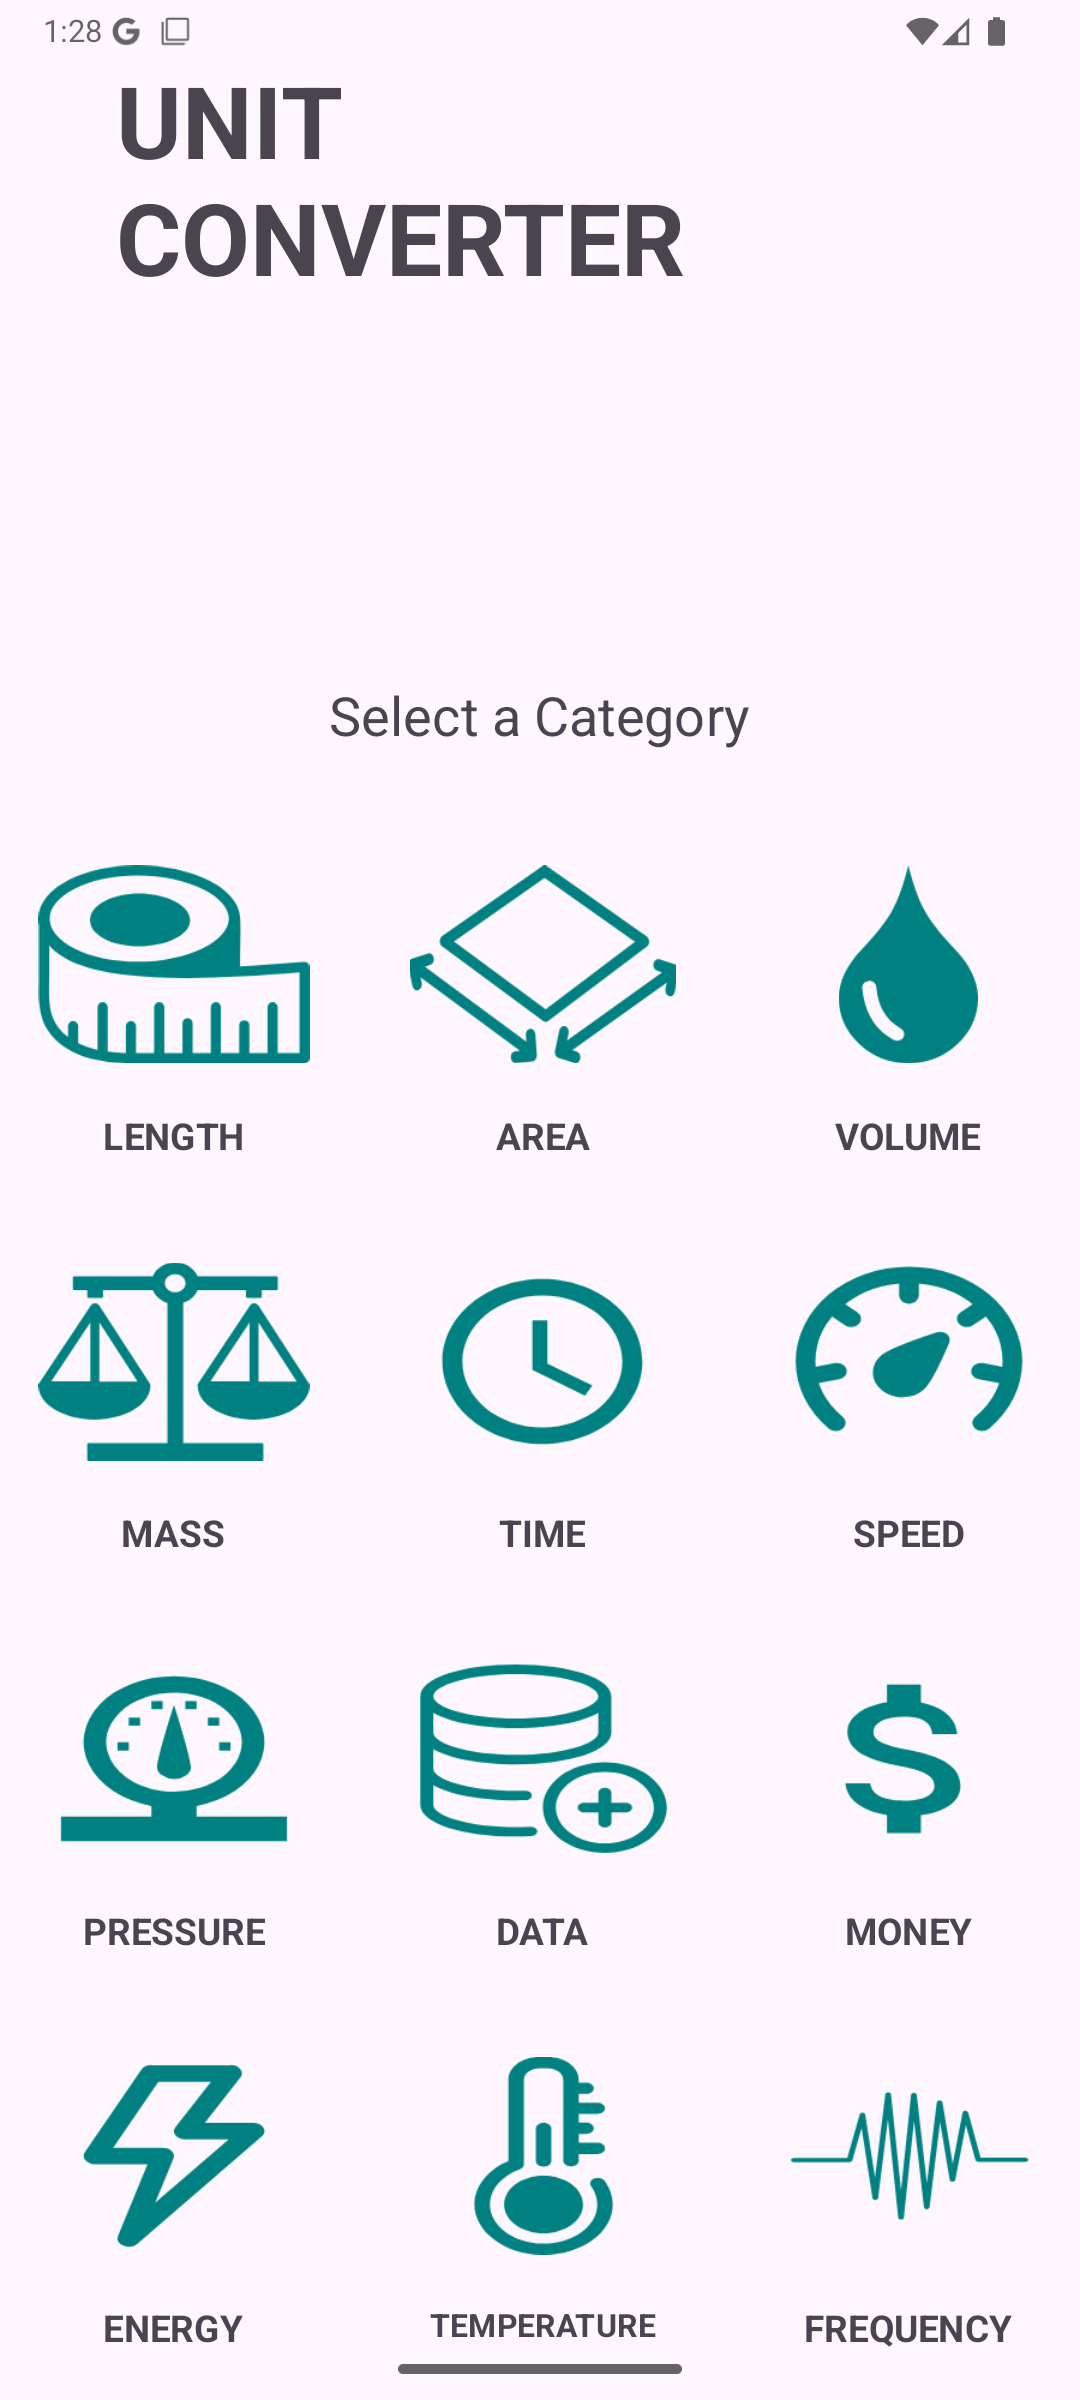 1:28
UNIT
CONVERTER
Select a Category
LENGTH
AREA
VOLUME
MASS
TIME
SPEED
PRESSURE
DATA
MONEY
ENERGY
TEMPERATURE
FREQUENCY